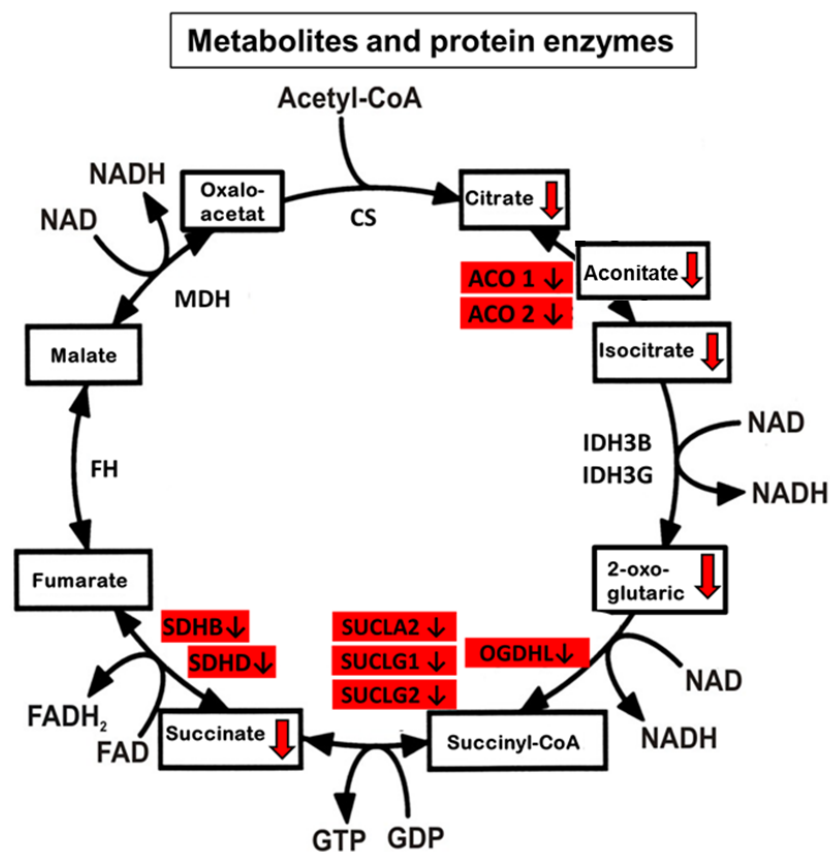 Metabolites and protein enzymes
Acetyl-CoA
NADH
NAD
Oxalo-
acetat
CS
Citrate
MDH
ACO 1 ↓
ACO 2 ↓
Aconitate
Isocitrate
Malate
FH
IDH3B
IDH3G
NAD
NADH
Fumarate
2-oxo-
glutaric
SDHB↓
SDHD↓
SUCLA2 ↓
SUCLG1 ↓
SUCLG2 ↓
OGDHL↓
NAD
NADH
FADH₂
FAD
Succinate
Succinyl-CoA
GTP
GDP